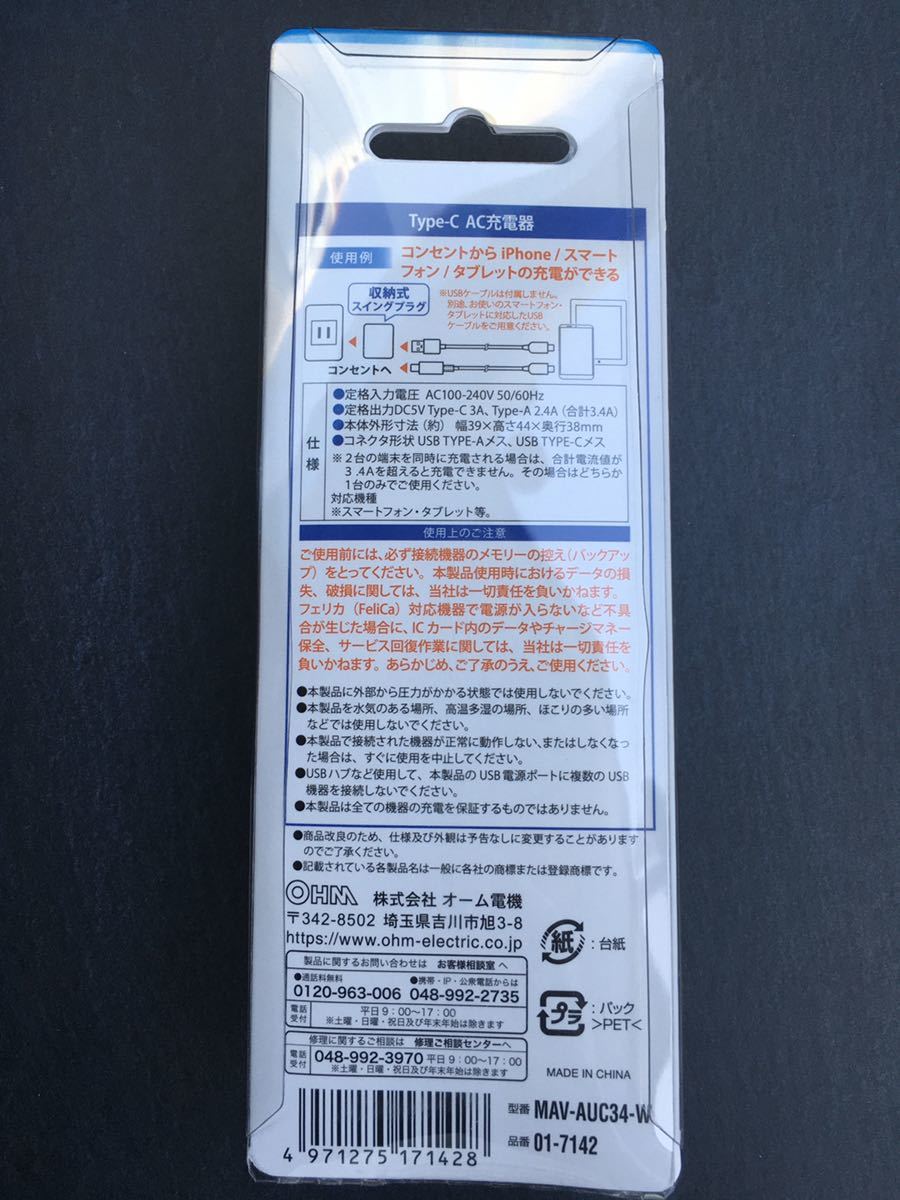 Type-C AC充電器
使用例
コンセントから iPhone / スマート
フォン / タブレットの充電ができる
収納式
スイングプラグ
※USBケーブルは付属しません。
別途、お使いのスマートフォン・
タブレットに対応したUSB
ケーブルをご用意ください。
コンセントへ
仕様
●定格入力電圧 AC100-240V 50/60Hz
●定格出力DC5V Type-C 3A、Type-A 2.4A（合計3.4A）
●本体外形寸法（約） 幅39×高さ44×奥行38mm
●コネクタ形状 USB TYPE-Aメス、USB TYPE-Cメス
※２台の端末を同時に充電される場合は、合計電流値が
３.４Aを超えると充電できません。その場合はどちらか
１台のみでご使用ください。
対応機種
※スマートフォン・タブレット等。
使用上のご注意
ご使用前には、必ず接続機器のメモリーの控え（バックアッ
プ）をとってください。本製品使用時におけるデータの損
失、破損に関しては、当社は一切責任を負いかねます。
フェリカ（FeliCa）対応機器で電源が入らないなど不具
合が生じた場合に、IC カード内のデータやチャージマネー
保全、サービス回復作業に関しては、当社は一切責任を
負いかねます。あらかじめ、ご了承のうえ、ご使用ください。
●本製品に外部から圧力がかかる状態では使用しないでください。
●本製品を水気のある場所、高温多湿の場所、ほこりの多い場所
などでは使用しないでください。
●本製品で接続された機器が正常に動作しない、またはしなくなっ
た場合は、すぐに使用を中止してください。
●USBハブなど使用して、本製品の USB 電源ポートに複数の USB
機器を接続しないでください。
●本製品は全ての機器の充電を保証するものではありません。
●商品改良のため、仕様及び外観は予告なしに変更することがあります
のでご了承ください。
●記載されている各製品名は一般に各社の商標または登録商標です。
OHM 株式会社 オーム電機
〒342-8502 埼玉県吉川市旭3-8
https://www.ohm-electric.co.jp
紙 : 台紙
製品に関するお問い合わせは お客様相談室へ
●通話料無料 ●携帯・IP・公衆電話からは
0120-963-006 048-992-2735
電話受付 平日 9：00〜17：00
※土曜・日曜・祝日及び年末年始は除きます
プラ : パック
>PET<
修理に関するご相談は 修理ご相談センターへ
電話受付 048-992-3970 平日 9：00〜17：00
※土曜・日曜・祝日及び年末年始は除きます
MADE IN CHINA
型番 MAV-AUC34-W
品番 01-7142
4 971275 171428